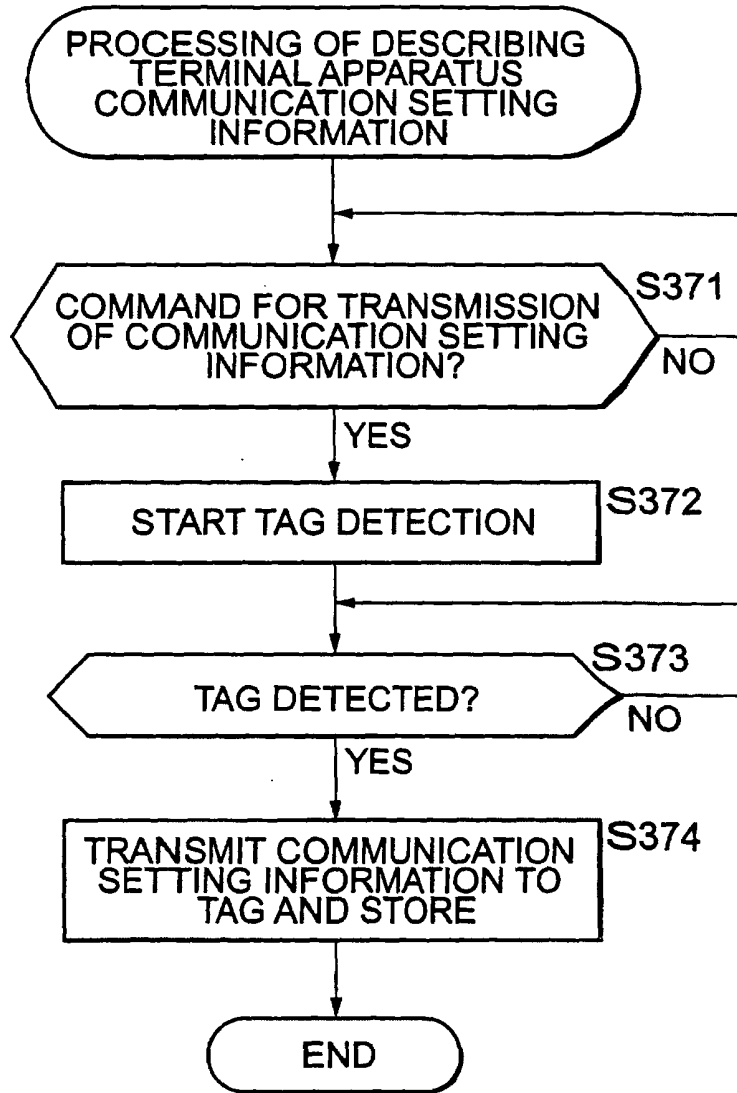 PROCESSING OF DESCRIBING
TERMINAL APPARATUS
COMMUNICATION SETTING
INFORMATION
S371
COMMAND FOR TRANSMISSION
OF COMMUNICATION SETTING
INFORMATION?
NO
YES
S372
START TAG DETECTION
S373
TAG DETECTED?
NO
YES
S374
TRANSMIT COMMUNICATION
SETTING INFORMATION TO
TAG AND STORE
END